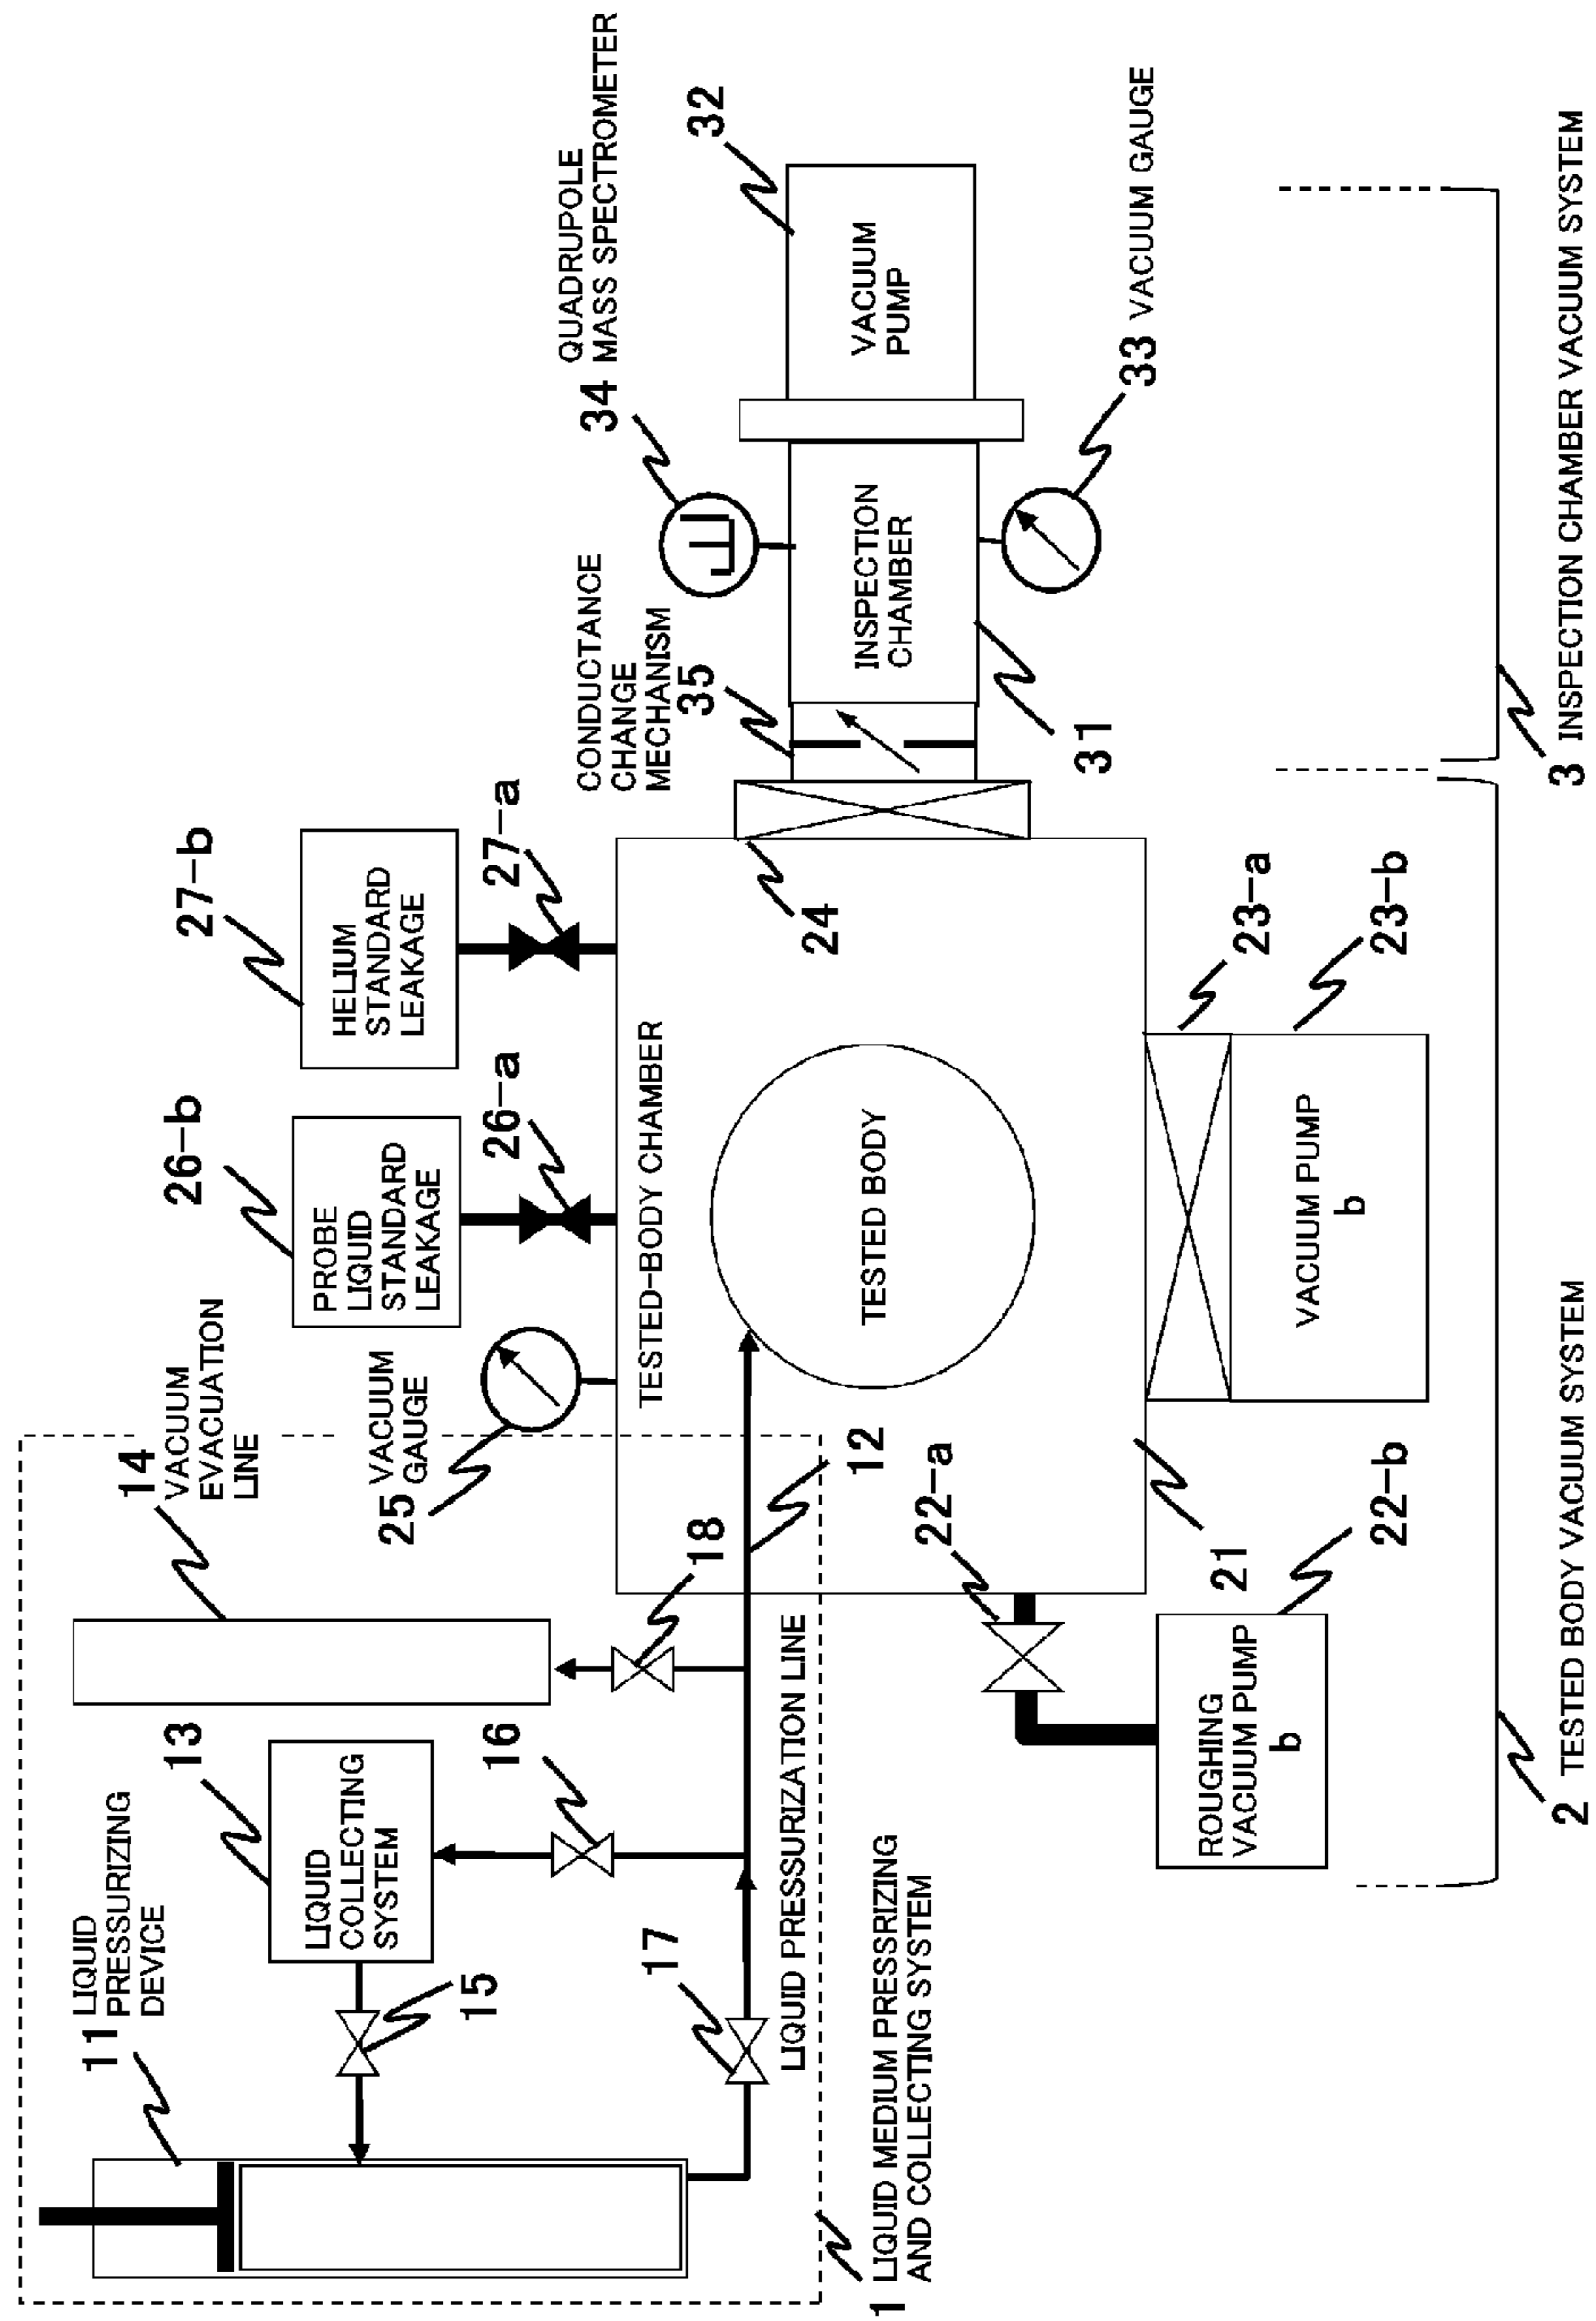 11 LIQUID
PRESSURIZING
DEVICE
13
LIQUID
COLLECTING
SYSTEM
15
16
17
14 VACUUM
EVACUATION
LINE
18
12
LIQUID PRESSURIZATION LINE
1 LIQUID MEDIUM PRESSRIZING
AND COLLECTING SYSTEM
25 VACUUM
GAUGE
26-b
PROBE
LIQUID
STANDARD
LEAKAGE
26-a
27-b
HELIUM
STANDARD
LEAKAGE
27-a
TESTED-BODY CHAMBER
TESTED BODY
24
21
22-a
22-b
ROUGHING
VACUUM PUMP
b
23-a
23-b
VACUUM PUMP
b
2 TESTED BODY VACUUM SYSTEM
CONDUCTANCE
CHANGE
MECHANISM
35
34 QUADRUPOLE
MASS SPECTROMETER
32
INSPECTION
CHAMBER
VACUUM
PUMP
31
33 VACUUM GAUGE
3 INSPECTION CHAMBER VACUUM SYSTEM